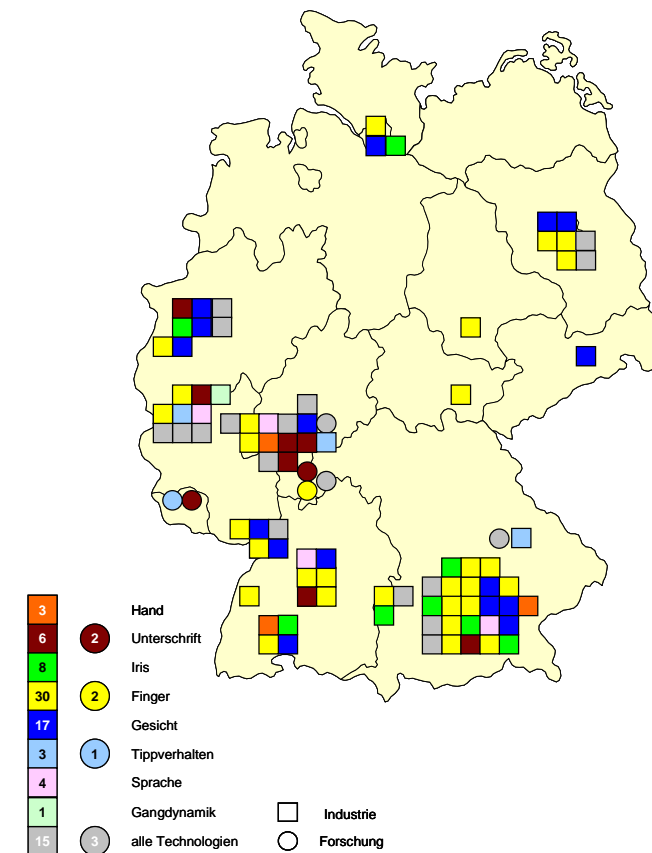 3 Hand
6 2 Unterschrift
8 Iris
30 2 Finger
17 Gesicht
3 1 Tippverhalten
4 Sprache
1 Gangdynamik Industrie
15 3 alle Technologien Forschung